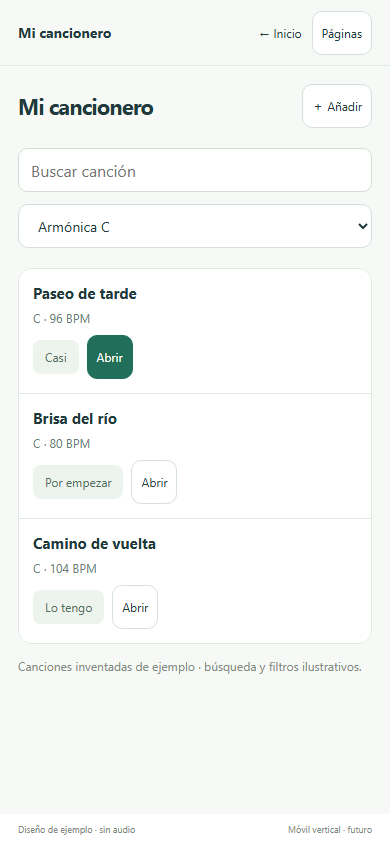 Mi cancionero
← Inicio
Páginas
Mi cancionero
+ Añadir
Buscar canción
Armónica C
Paseo de tarde
C · 96 BPM
Casi
Abrir
Brisa del río
C · 80 BPM
Por empezar
Abrir
Camino de vuelta
C · 104 BPM
Lo tengo
Abrir
Canciones inventadas de ejemplo · búsqueda y filtros ilustrativos.
Diseño de ejemplo · sin audio
Móvil vertical · futuro